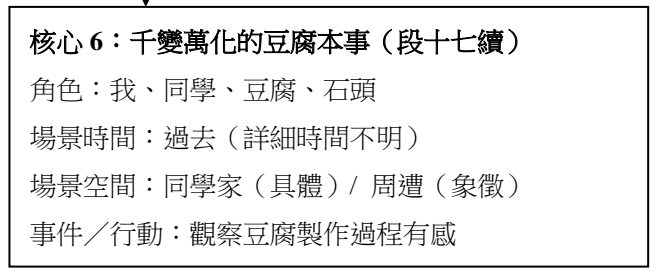 核心 6：千變萬化的豆腐本事（段十七續）
角色：我、同學、豆腐、石頭
場景時間：過去（詳細時間不明）
場景空間：同學家（具體）/ 周遭（象徵）
事件／行動：觀察豆腐製作過程有感